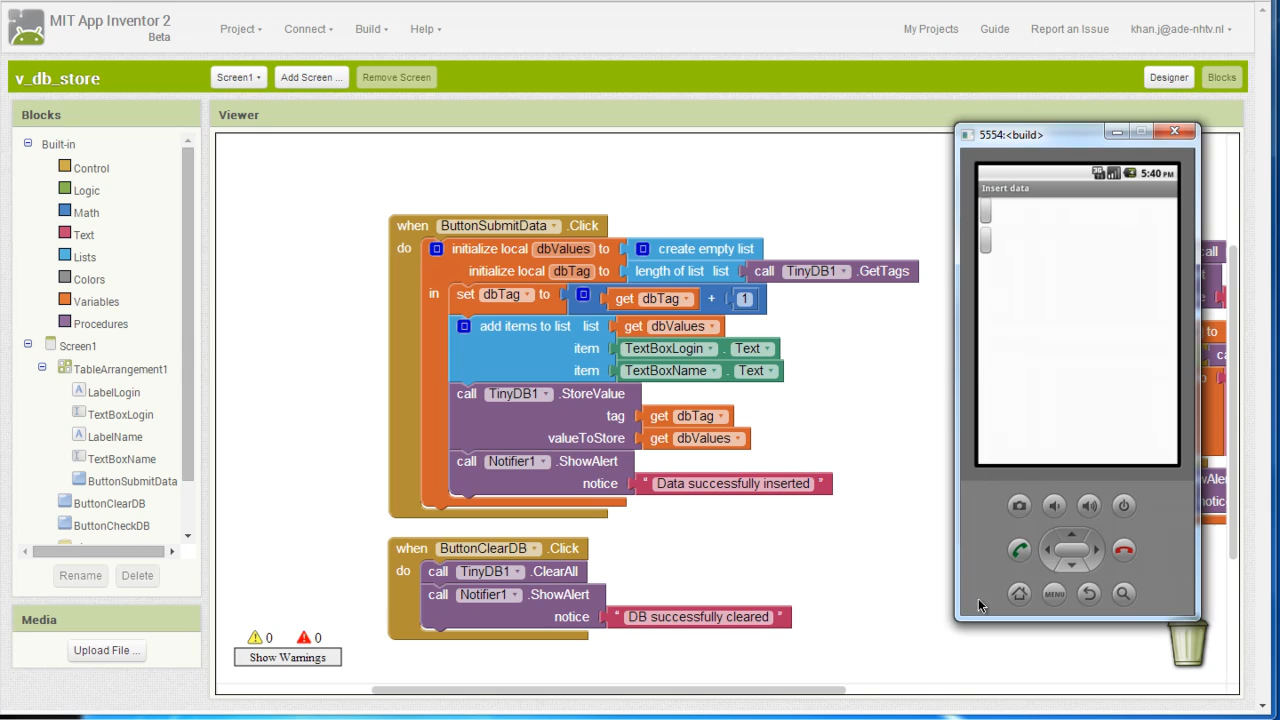 MIT App Inventor 2
Beta
Project Connect Build Help
My Projects Guide Report an Issue khan.j@ade-nhtv.nl
v_db_store
Screen1 Add Screen ... Remove Screen
Designer Blocks
Blocks
Built-in
Control
Logic
Math
Text
Lists
Colors
Variables
Procedures
Screen1
TableArrangement1
LabelLogin
TextBoxLogin
LabelName
TextBoxName
ButtonSubmitData
ButtonClearDB
ButtonCheckDB
Rename Delete
Media
Upload File ...
Viewer
when ButtonSubmitData .Click
do initialize local dbValues to create empty list
initialize local dbTag to length of list list call TinyDB1 .GetTags
in set dbTag to get dbTag + 1
add items to list list get dbValues
item TextBoxLogin . Text
item TextBoxName . Text
call TinyDB1 .StoreValue
tag get dbTag
valueToStore get dbValues
call Notifier1 .ShowAlert
notice " Data successfully inserted "
when ButtonClearDB .Click
do call TinyDB1 .ClearAll
call Notifier1 .ShowAlert
notice " DB successfully cleared "
0 0
Show Warnings
5554:<build>
5:40 PM
Insert data
MENU
call
to
notice